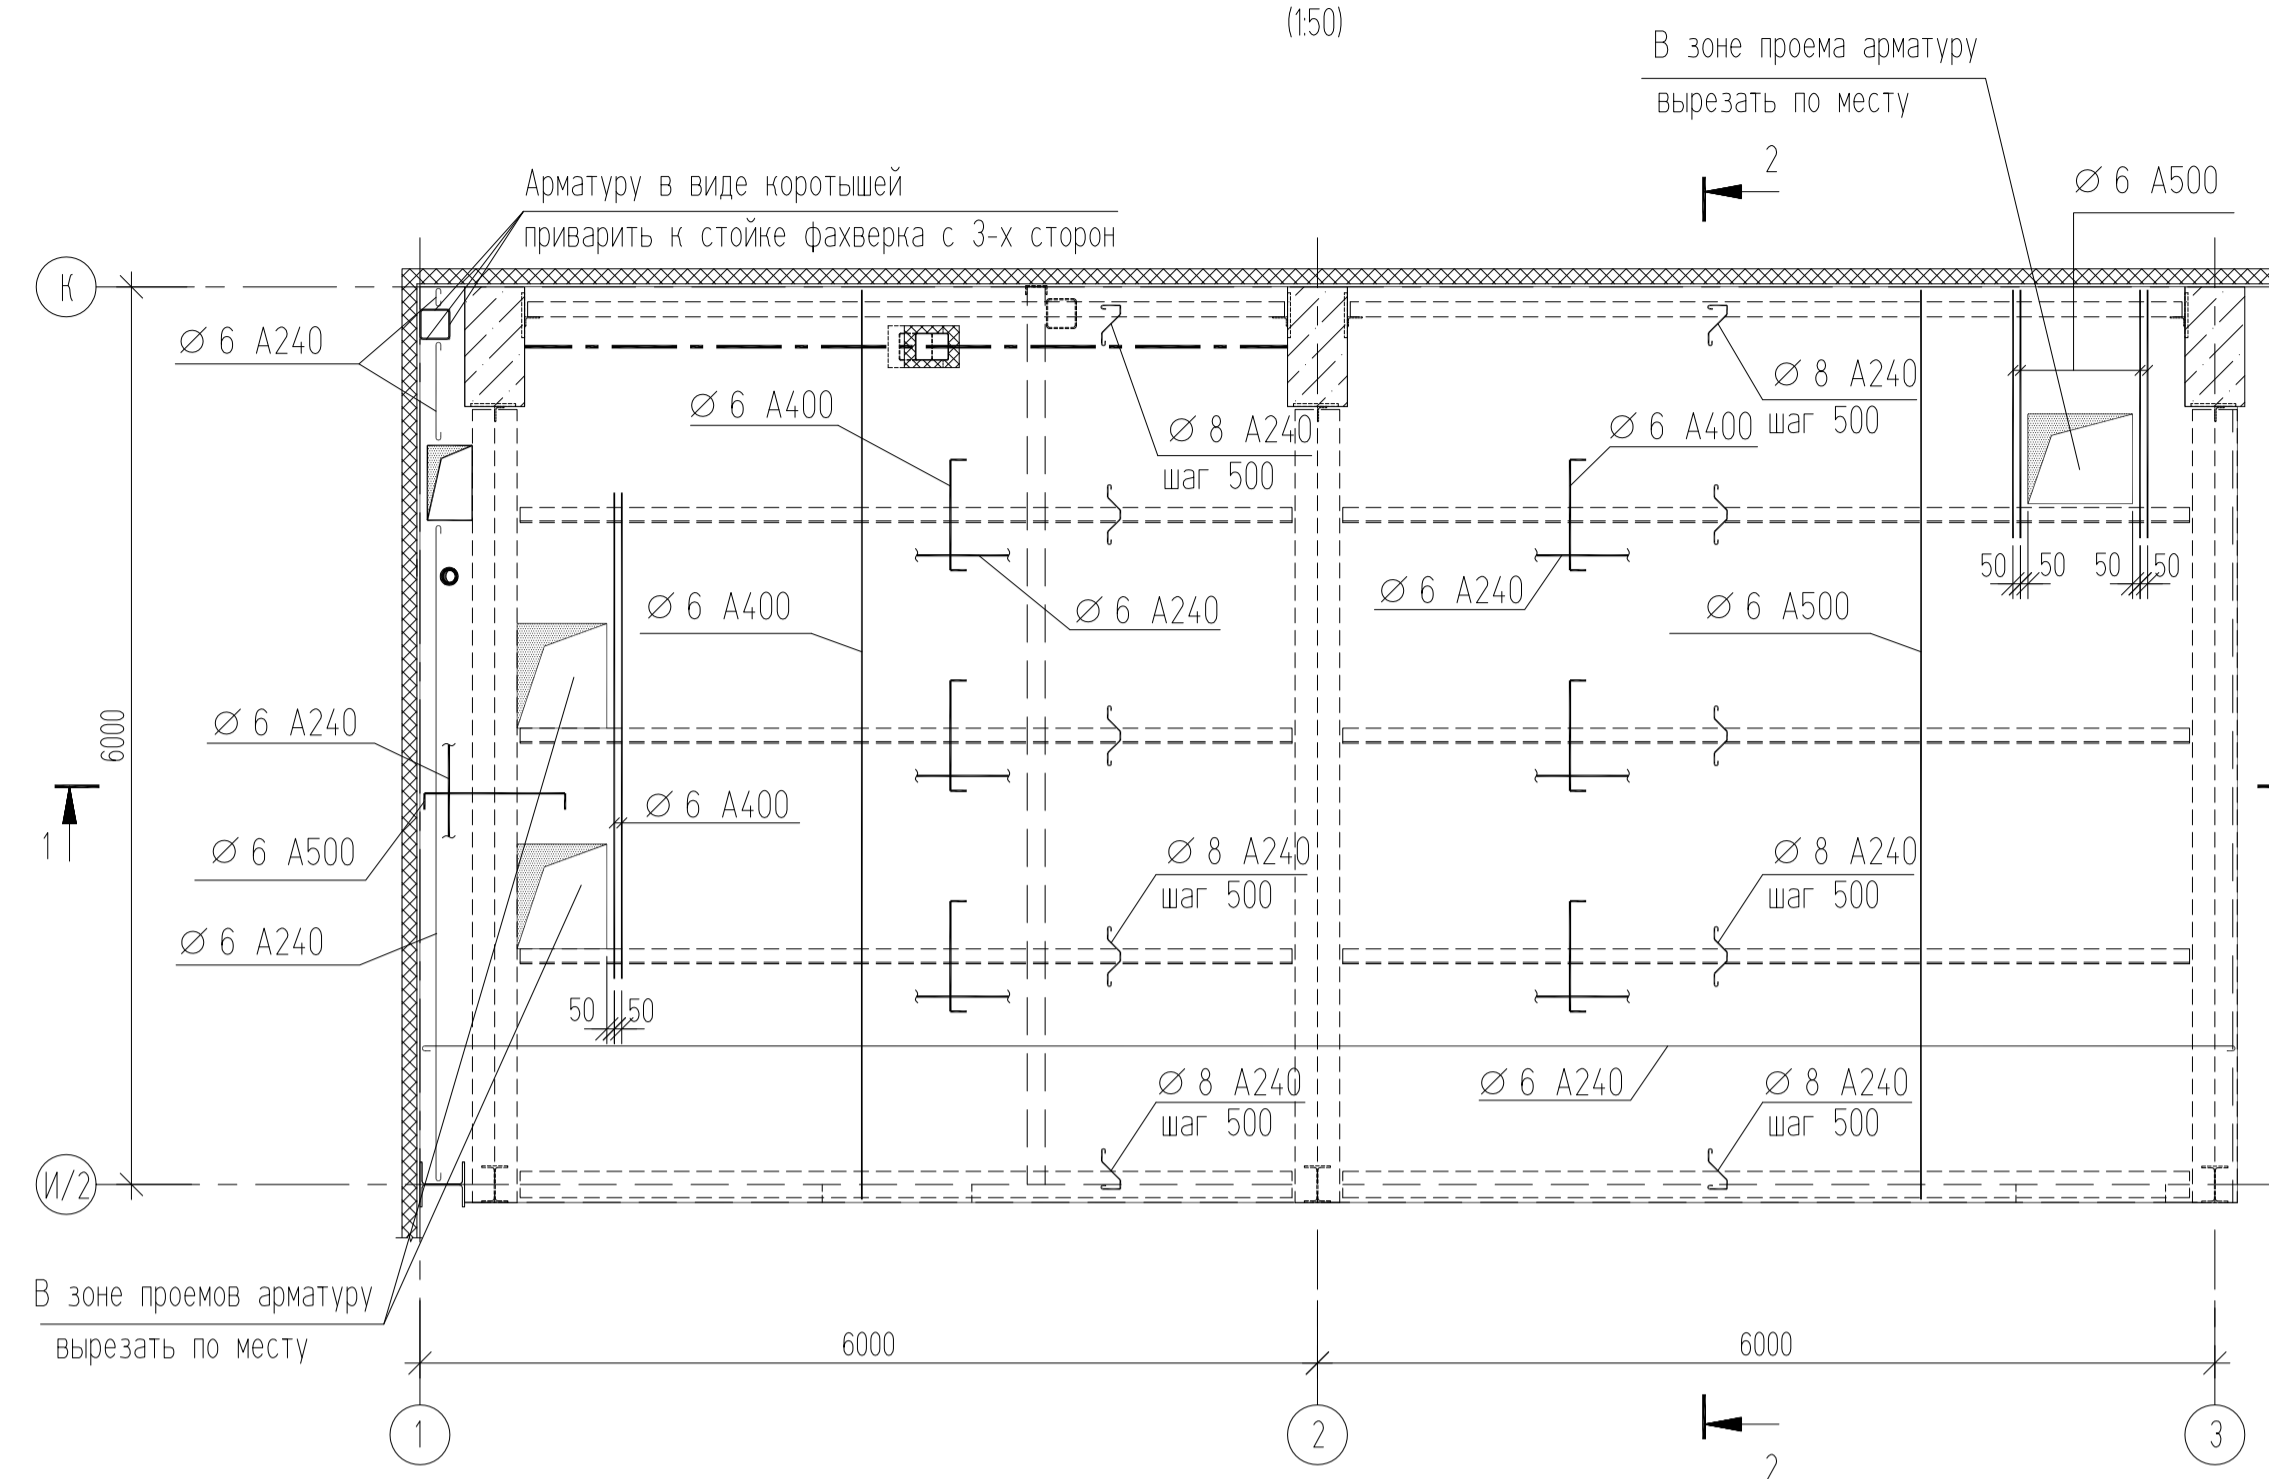 (1:50)
В зоне проема арматуру
вырезать по месту
2
∅ 6 А500
Арматуру в виде коротышей
приварить к стойке фахверка с 3-х сторон
К
∅ 6 А240
∅ 6 А400
∅ 8 А240
шаг 500
∅ 8 А240
шаг 500
∅ 6 А400
50 50 50 50
∅ 6 А400
∅ 6 А240
∅ 6 А240
∅ 6 А500
6000
∅ 6 А240
∅ 6 А400
1
∅ 6 А500
∅ 8 А240
шаг 500
∅ 8 А240
шаг 500
∅ 6 А240
50 50
∅ 8 А240
шаг 500
∅ 6 А240
∅ 8 А240
шаг 500
И/2
В зоне проемов арматуру
вырезать по месту
6000
6000
1
2
3
2